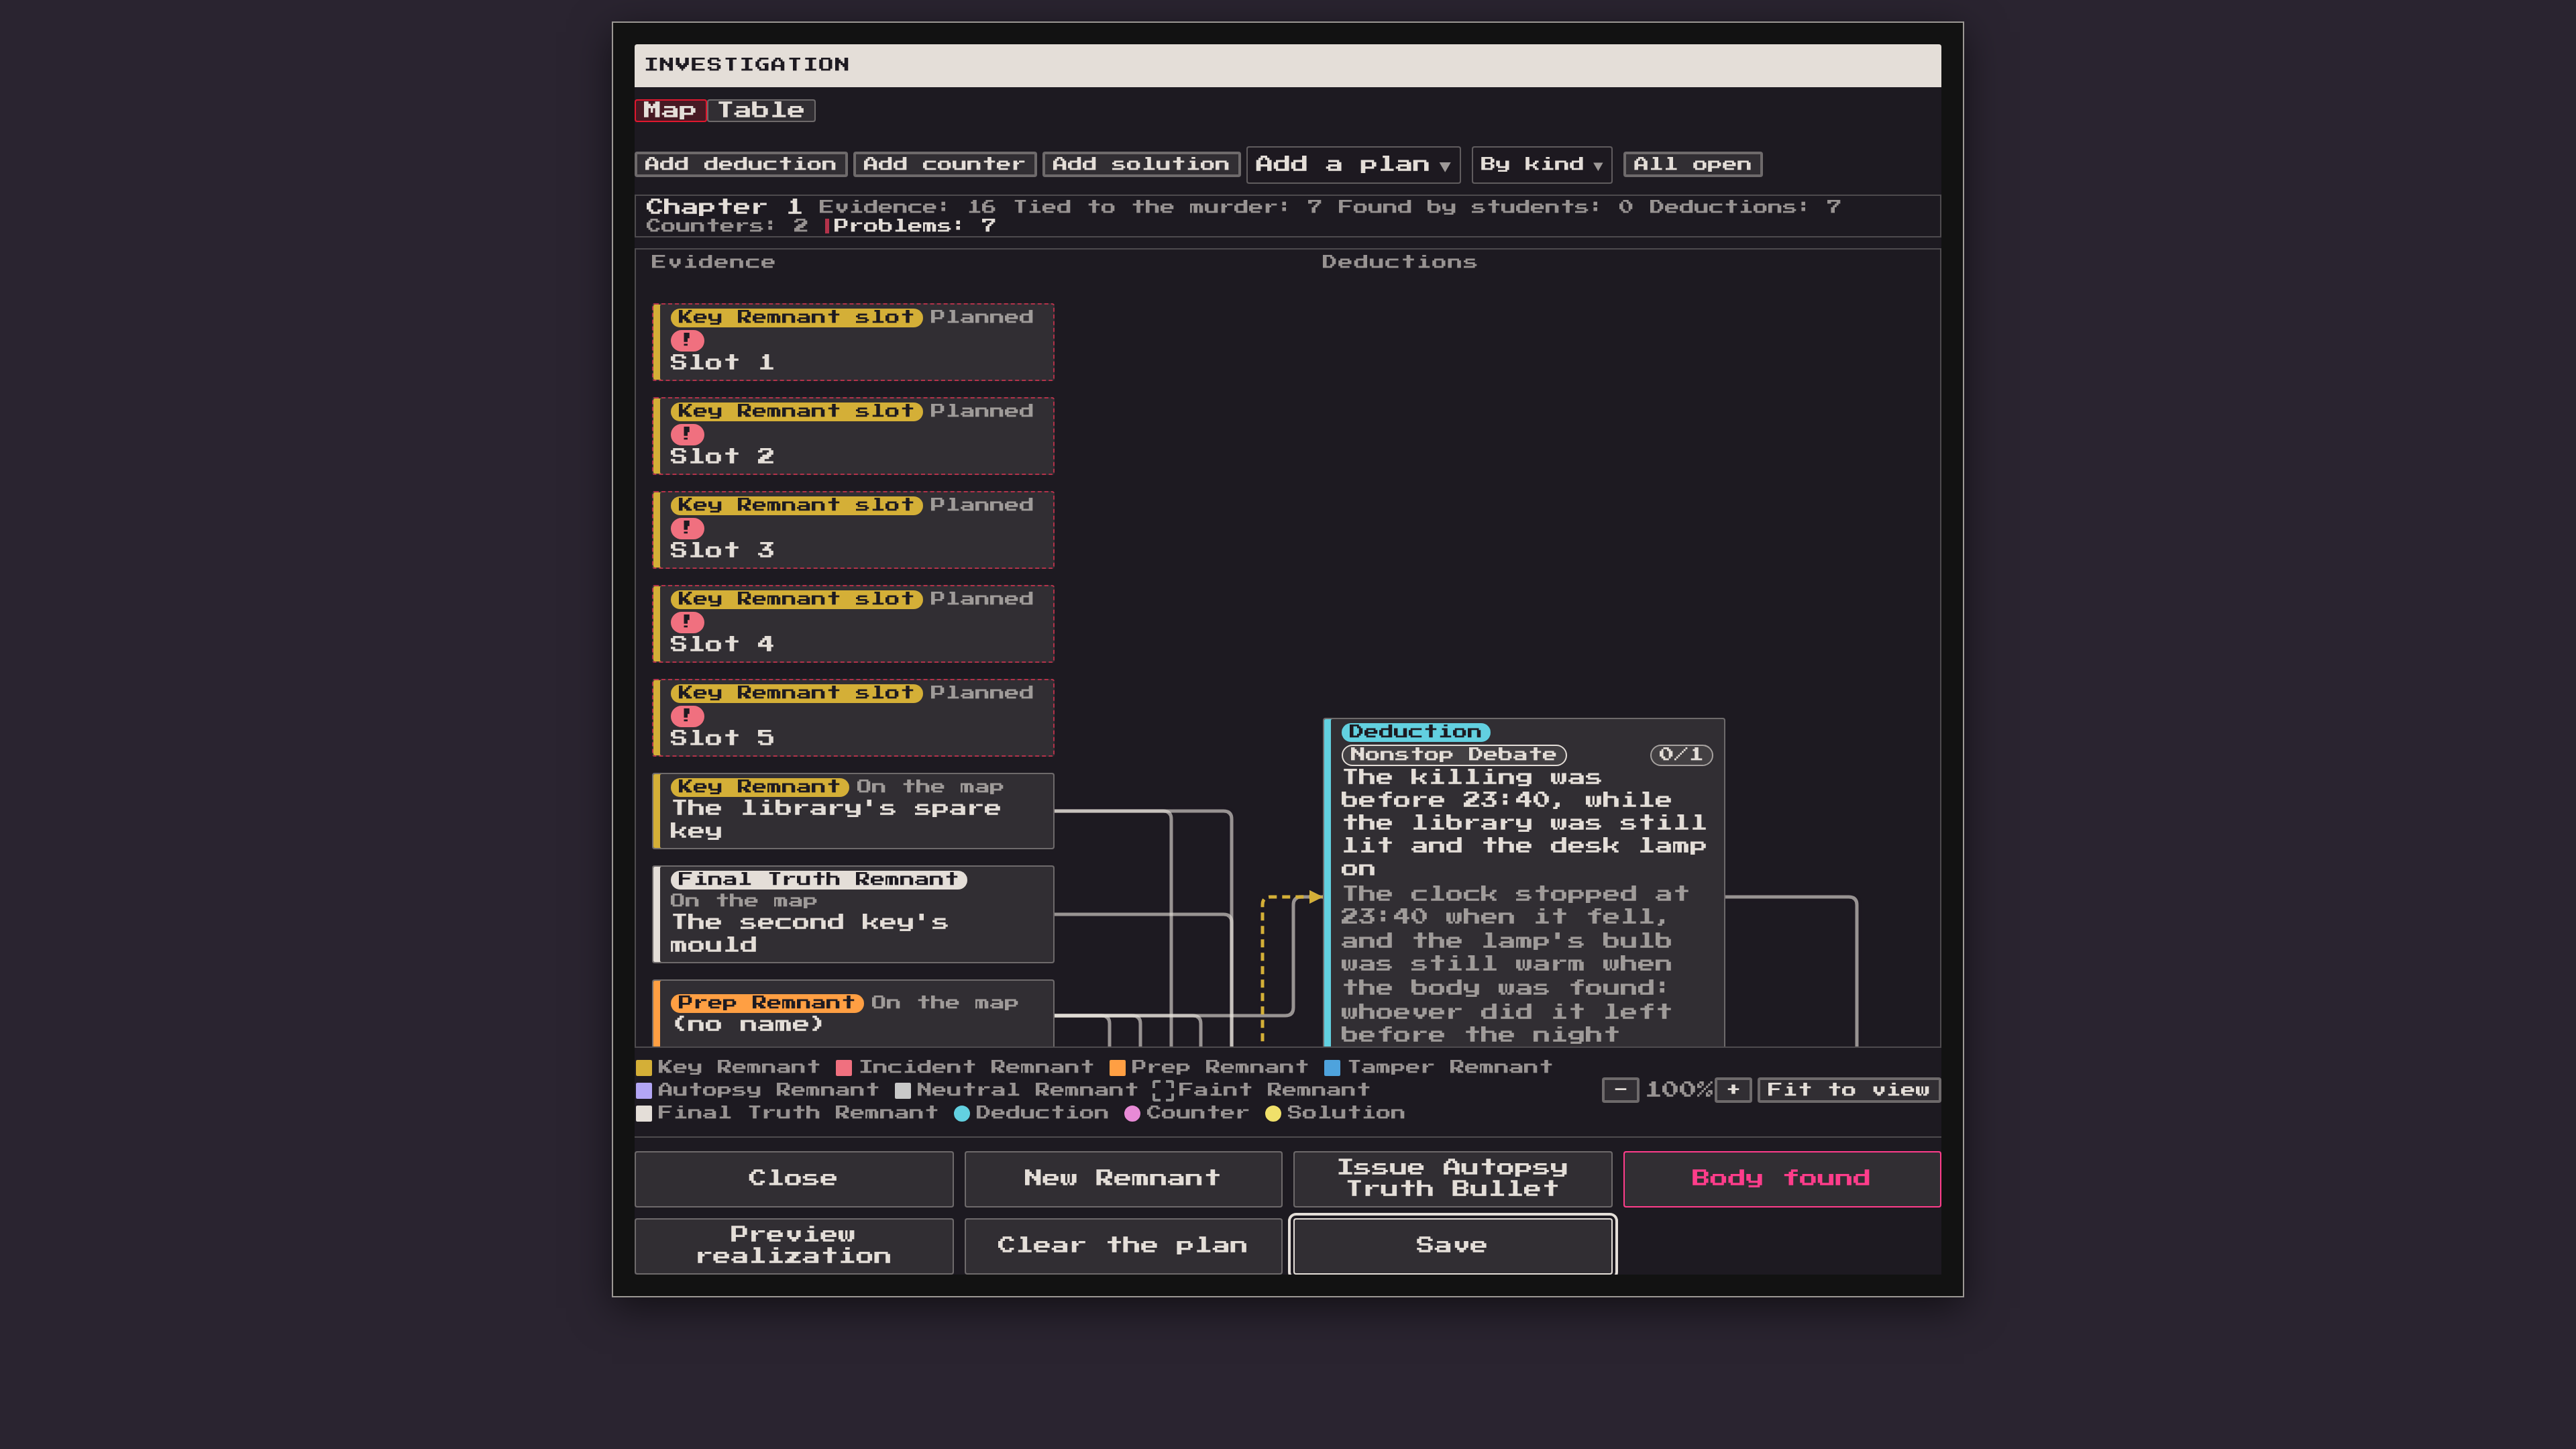 INVESTIGATION
Map Table
Add deduction Add counter Add solution Add a plan ▼ By kind ▼ All open
Chapter 1 Evidence: 16 Tied to the murder: 7 Found by students: 0 Deductions: 7
Counters: 2 Problems: 7
Evidence Deductions
Key Remnant slot Planned
!
Slot 1
Key Remnant slot Planned
!
Slot 2
Key Remnant slot Planned
!
Slot 3
Key Remnant slot Planned
!
Slot 4
Key Remnant slot Planned
!
Slot 5
Key Remnant On the map
The library's spare
key
Final Truth Remnant
On the map
The second key's
mould
Prep Remnant On the map
(no name)
Deduction
Nonstop Debate 0/1
The killing was
before 23:40, while
the library was still
lit and the desk lamp
on
The clock stopped at
23:40 when it fell,
and the lamp's bulb
was still warm when
the body was found:
whoever did it left
before the night
Key Remnant Incident Remnant Prep Remnant Tamper Remnant
Autopsy Remnant Neutral Remnant Faint Remnant
Final Truth Remnant Deduction Counter Solution
- 100% + Fit to view
Close New Remnant Issue Autopsy
Truth Bullet Body found
Preview
realization Clear the plan Save